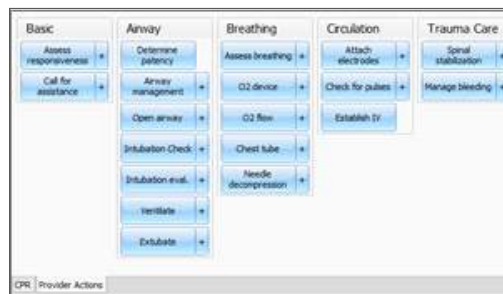 Basic
Assess
responsiveness +
Call for
assistance +
Airway
Determine
patency
Airway
management +
Open airway +
Intubation Check +
Intubation eval. +
Ventilate +
Extubate +
Breathing
Assess breathing +
O2 device +
O2 flow +
Chest tube +
Needle
decompression +
Circulation
Attach
electrodes +
Check for pulses +
Establish IV
Trauma Care
Spinal
stabilization +
Manage bleeding +
CPR Provider Actions